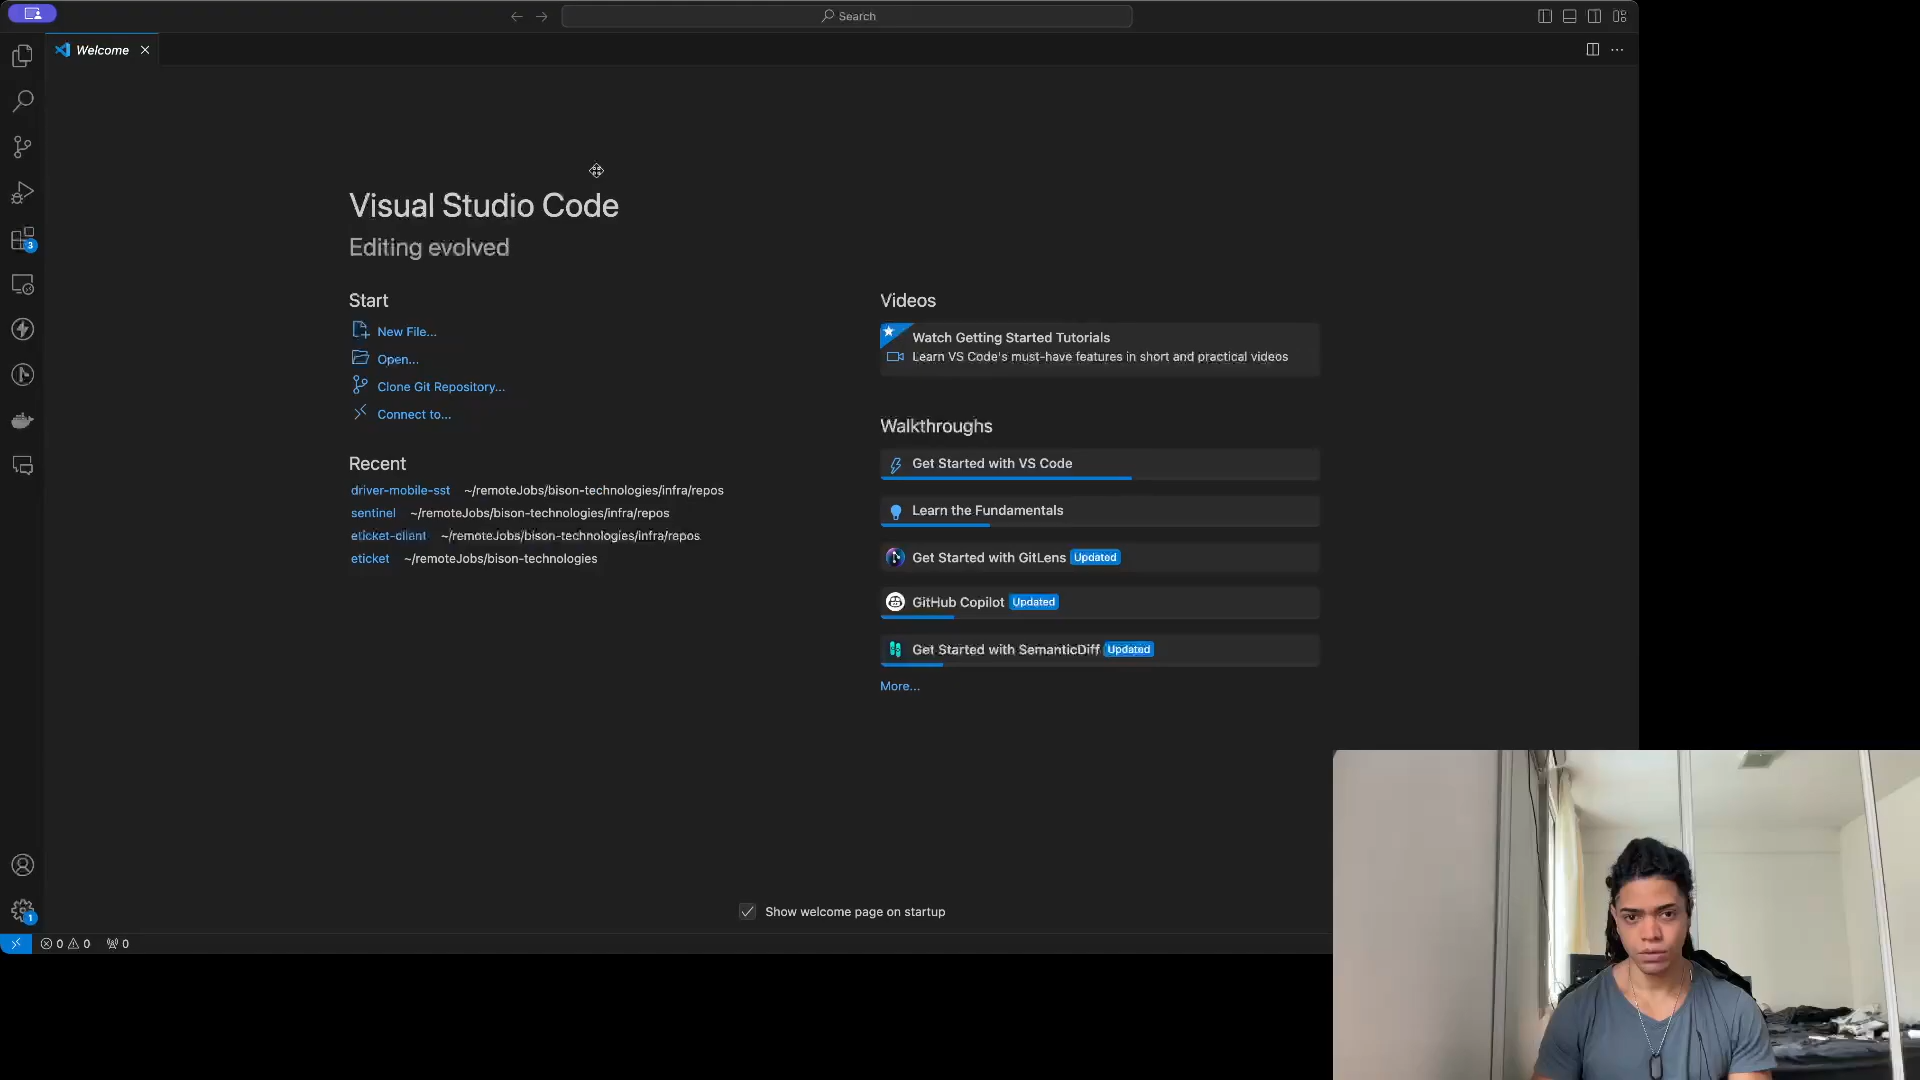 Search
Welcome
Visual Studio Code
Editing evolved
Start
New File...
Open...
Clone Git Repository...
Connect to...
Recent
driver-mobile-sst ~/remoteJobs/bison-technologies/infra/repos
sentinel ~/remoteJobs/bison-technologies/infra/repos
eticket-client ~/remoteJobs/bison-technologies/infra/repos
eticket ~/remoteJobs/bison-technologies
Videos
Watch Getting Started Tutorials
Learn VS Code's must-have features in short and practical videos
Walkthroughs
Get Started with VS Code
Learn the Fundamentals
Get Started with GitLens Updated
GitHub Copilot Updated
Get Started with SemanticDiff Updated
More...
3
1
Show welcome page on startup
0 0 0